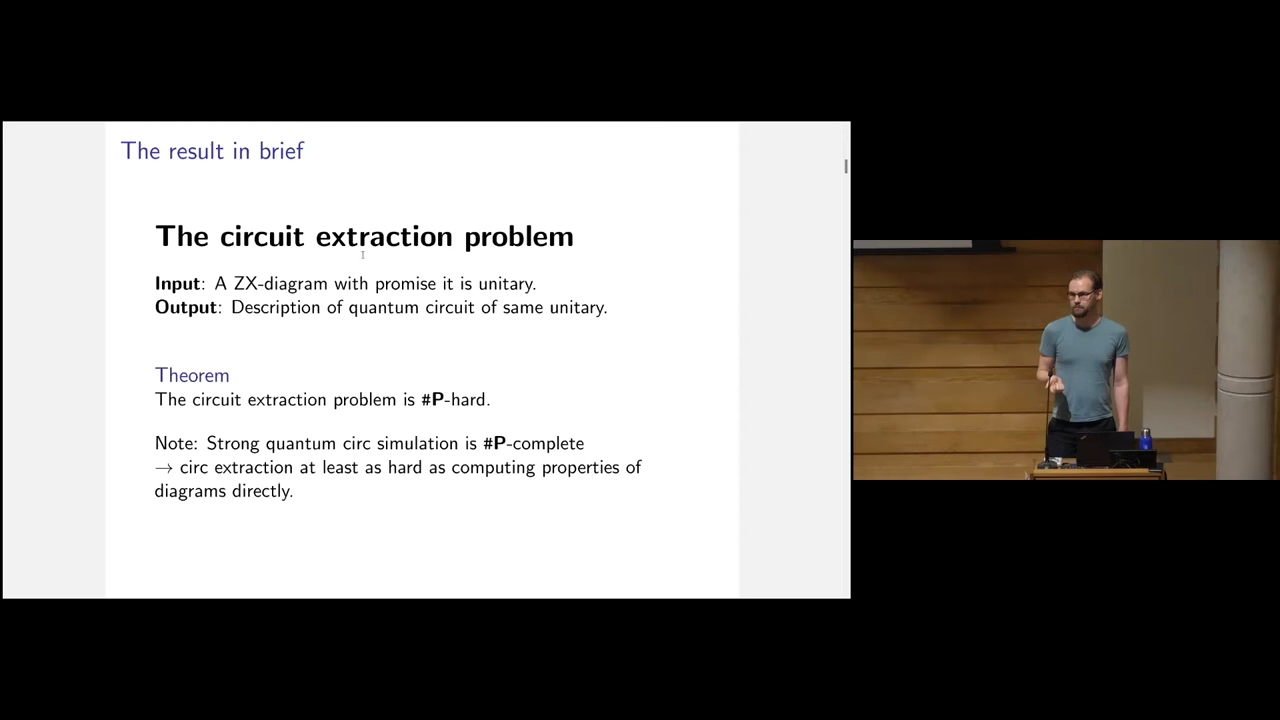 The result in brief
The circuit extraction problem
Input: A ZX-diagram with promise it is unitary.
Output: Description of quantum circuit of same unitary.
Theorem
The circuit extraction problem is #P-hard.
Note: Strong quantum circ simulation is #P-complete
→ circ extraction at least as hard as computing properties of
diagrams directly.